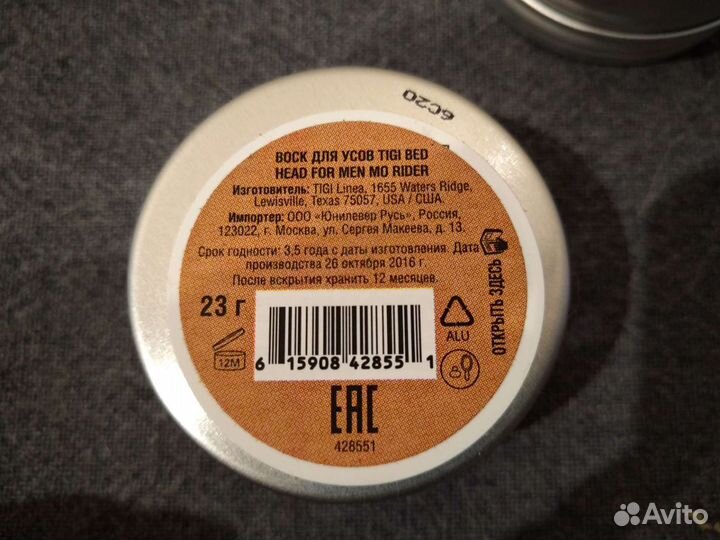 6C20
ВОСК ДЛЯ УСОВ TIGI BED
HEAD FOR MEN MO RIDER
Изготовитель: TIGI Linea, 1655 Waters Ridge,
Lewisville, Texas 75057, USA / США.
Импортер: ООО «Юнилевер Русь», Россия,
123022, г. Москва, ул. Сергея Макеева, д. 13.
Срок годности: 3,5 года с даты изготовления. Дата
производства 26 октября 2016 г.
После вскрытия хранить 12 месяцев.
ОТКРЫТЬ ЗДЕСЬ
23 г
ALU
12M
6 15908 42855 1
EAC
428551
Avito